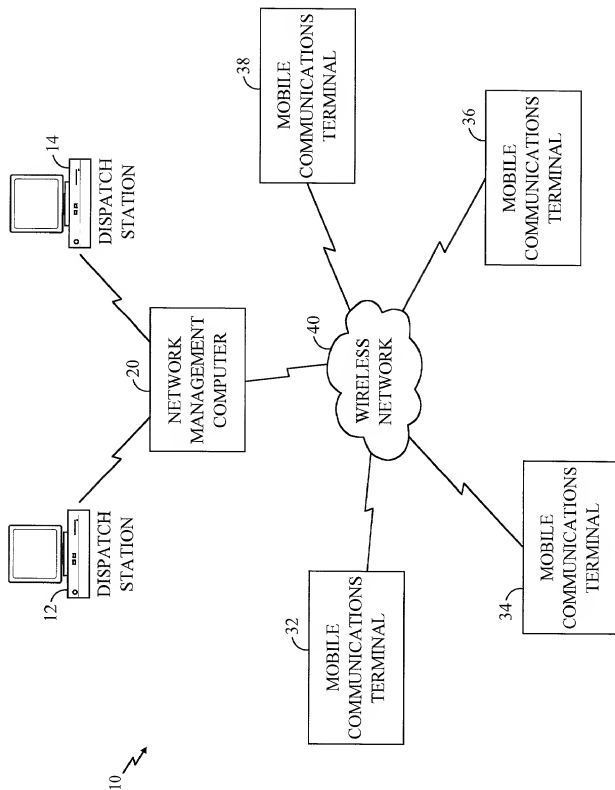 10
12
DISPATCH
STATION
14
DISPATCH
STATION
20
NETWORK
MANAGEMENT
COMPUTER
32
MOBILE
COMMUNICATIONS
TERMINAL
40
WIRELESS
NETWORK
38
MOBILE
COMMUNICATIONS
TERMINAL
34
MOBILE
COMMUNICATIONS
TERMINAL
36
MOBILE
COMMUNICATIONS
TERMINAL